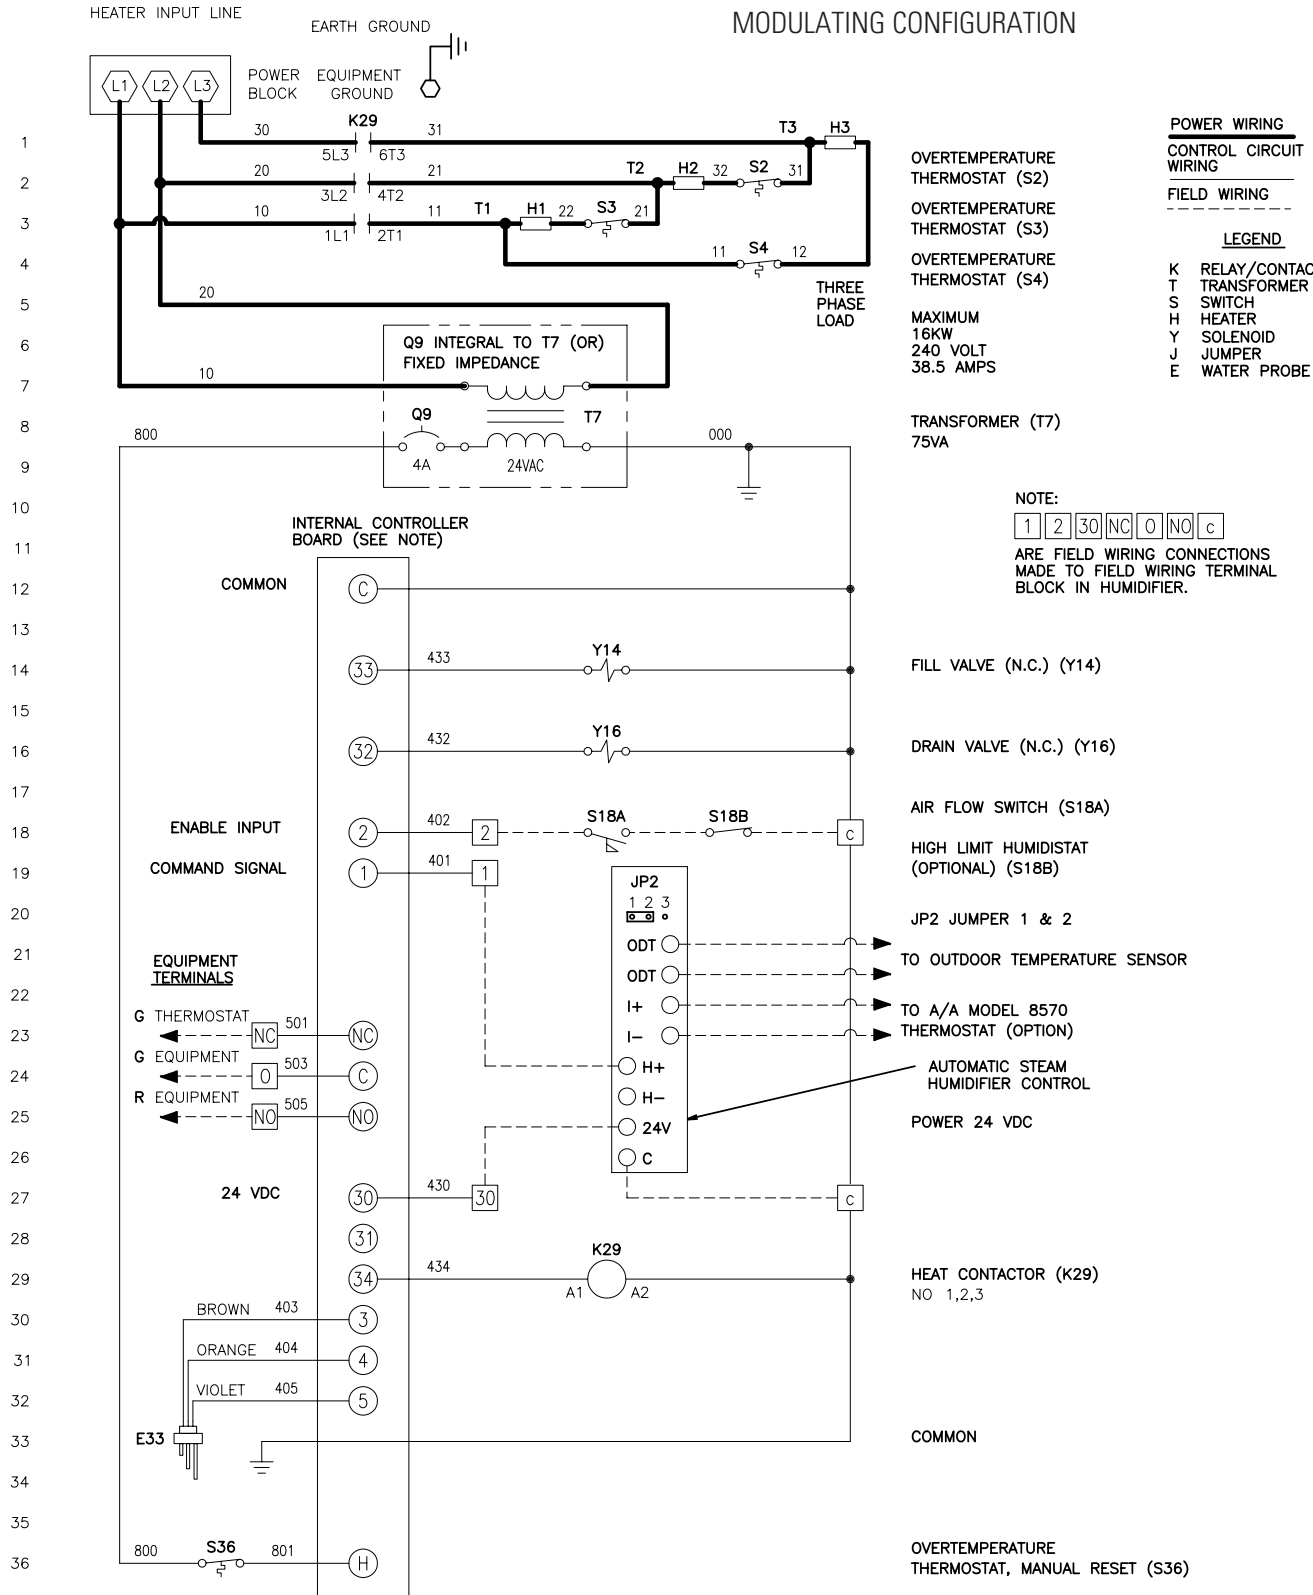 HEATER INPUT LINE
MODULATING CONFIGURATION
EARTH GROUND
L1 L2 L3
POWER BLOCK
EQUIPMENT GROUND
K29
1 30 31 T3 H3
5L3 6T3
2 20 21 T2 H2 32 S2 31
3L2 4T2
3 10 11 T1 H1 22 S3 21
1L1 2T1
4 11 S4 12
THREE
PHASE
LOAD
OVERTEMPERATURE
THERMOSTAT (S2)
OVERTEMPERATURE
THERMOSTAT (S3)
OVERTEMPERATURE
THERMOSTAT (S4)
MAXIMUM
16KW
240 VOLT
38.5 AMPS
POWER WIRING
CONTROL CIRCUIT
WIRING
FIELD WIRING
LEGEND
K RELAY/CONTAC
T TRANSFORMER
S SWITCH
H HEATER
Y SOLENOID
J JUMPER
E WATER PROBE
5 20
6
Q9 INTEGRAL TO T7 (OR)
FIXED IMPEDANCE
7 10
8 Q9 T7
TRANSFORMER (T7)
75VA
800 000
9 4A 24VAC
10
NOTE:
1 2 30 NC O NO c
ARE FIELD WIRING CONNECTIONS
MADE TO FIELD WIRING TERMINAL
BLOCK IN HUMIDIFIER.
INTERNAL CONTROLLER
BOARD (SEE NOTE)
11
12 COMMON C
13
14 33 433 Y14 FILL VALVE (N.C.) (Y14)
15
16 32 432 Y16 DRAIN VALVE (N.C.) (Y16)
17
AIR FLOW SWITCH (S18A)
18 ENABLE INPUT 2 402 2 S18A S18B c
HIGH LIMIT HUMIDISTAT
(OPTIONAL) (S18B)
19 COMMAND SIGNAL 1 401 1
JP2
1 2 3
20 JP2 JUMPER 1 & 2
ODT
21 TO OUTDOOR TEMPERATURE SENSOR
EQUIPMENT
TERMINALS
ODT
22 I+
TO A/A MODEL 8570
THERMOSTAT (OPTION)
G THERMOSTAT
23 NC 501 NC I–
G EQUIPMENT
24 O 503 C H+
AUTOMATIC STEAM
HUMIDIFIER CONTROL
R EQUIPMENT
25 NO 505 NO H–
24V POWER 24 VDC
26 C
27 24 VDC 30 430 30 c
28 31
29 34 434 K29 A1 A2
HEAT CONTACTOR (K29)
NO 1,2,3
30 BROWN 403 3
31 ORANGE 404 4
32 VIOLET 405 5
33 E33 COMMON
34
35
36 800 S36 801 H
OVERTEMPERATURE
THERMOSTAT, MANUAL RESET (S36)